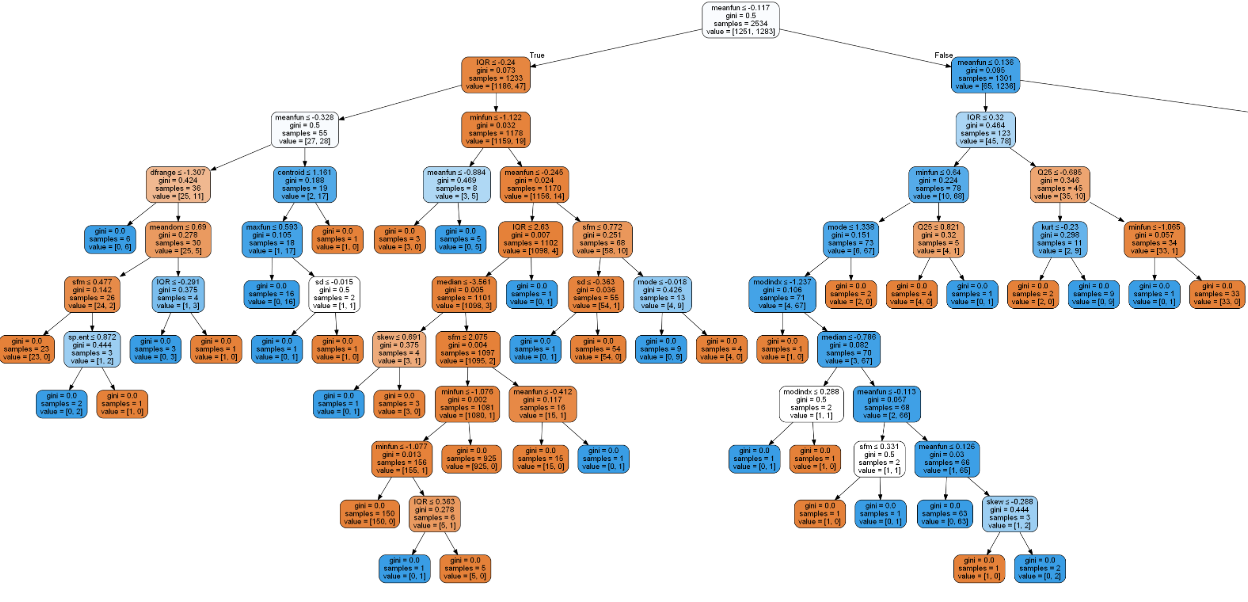 meanfun ≤ -0.117
gini = 0.5
samples = 2534
value = [1251, 1283]
True
False
IQR ≤ -0.24
gini = 0.073
samples = 1233
value = [1186, 47]
meanfun ≤ 0.136
gini = 0.095
samples = 1301
value = [65, 1236]
meanfun ≤ -0.328
gini = 0.5
samples = 55
value = [27, 28]
minfun ≤ -1.122
gini = 0.032
samples = 1178
value = [1159, 19]
IQR ≤ 0.32
gini = 0.464
samples = 123
value = [45, 78]
dfrange ≤ -1.307
gini = 0.424
samples = 36
value = [25, 11]
centroid ≤ 1.161
gini = 0.188
samples = 19
value = [2, 17]
meanfun ≤ -0.884
gini = 0.469
samples = 8
value = [3, 5]
meanfun ≤ -0.245
gini = 0.024
samples = 1170
value = [1156, 14]
minfun ≤ 0.64
gini = 0.224
samples = 78
value = [10, 68]
Q25 ≤ -0.685
gini = 0.346
samples = 45
value = [35, 10]
gini = 0.0
samples = 6
value = [0, 6]
meandom ≤ 0.69
gini = 0.278
samples = 30
value = [25, 5]
maxfun ≤ 0.593
gini = 0.105
samples = 18
value = [1, 17]
gini = 0.0
samples = 1
value = [1, 0]
gini = 0.0
samples = 3
value = [3, 0]
gini = 0.0
samples = 5
value = [0, 5]
IQR ≤ 2.63
gini = 0.007
samples = 1102
value = [1098, 4]
sfm ≤ 0.772
gini = 0.251
samples = 68
value = [58, 10]
mode ≤ 1.338
gini = 0.151
samples = 73
value = [6, 67]
Q25 ≤ 0.821
gini = 0.32
samples = 5
value = [4, 1]
kurt ≤ -0.23
gini = 0.298
samples = 11
value = [2, 9]
minfun ≤ -1.065
gini = 0.057
samples = 34
value = [33, 1]
sfm ≤ 0.477
gini = 0.142
samples = 26
value = [24, 2]
IQR ≤ -0.291
gini = 0.375
samples = 4
value = [1, 3]
gini = 0.0
samples = 16
value = [0, 16]
sd ≤ -0.015
gini = 0.5
samples = 2
value = [1, 1]
median ≤ -3.561
gini = 0.005
samples = 1101
value = [1098, 3]
gini = 0.0
samples = 1
value = [0, 1]
sd ≤ -0.363
gini = 0.036
samples = 55
value = [54, 1]
mode ≤ -0.018
gini = 0.426
samples = 13
value = [4, 9]
modindx ≤ -1.237
gini = 0.106
samples = 71
value = [4, 67]
gini = 0.0
samples = 2
value = [2, 0]
gini = 0.0
samples = 4
value = [4, 0]
gini = 0.0
samples = 1
value = [0, 1]
gini = 0.0
samples = 2
value = [2, 0]
gini = 0.0
samples = 9
value = [0, 9]
gini = 0.0
samples = 1
value = [0, 1]
gini = 0.0
samples = 33
value = [33, 0]
gini = 0.0
samples = 23
value = [23, 0]
sp.ent ≤ 0.872
gini = 0.444
samples = 3
value = [1, 2]
gini = 0.0
samples = 3
value = [0, 3]
gini = 0.0
samples = 1
value = [1, 0]
gini = 0.0
samples = 1
value = [0, 1]
gini = 0.0
samples = 1
value = [1, 0]
skew ≤ 0.891
gini = 0.375
samples = 4
value = [3, 1]
sfm ≤ 2.075
gini = 0.004
samples = 1097
value = [1095, 2]
gini = 0.0
samples = 1
value = [0, 1]
gini = 0.0
samples = 54
value = [54, 0]
gini = 0.0
samples = 9
value = [0, 9]
gini = 0.0
samples = 4
value = [4, 0]
gini = 0.0
samples = 1
value = [1, 0]
median ≤ -0.786
gini = 0.082
samples = 70
value = [3, 67]
gini = 0.0
samples = 2
value = [0, 2]
gini = 0.0
samples = 1
value = [1, 0]
gini = 0.0
samples = 1
value = [0, 1]
gini = 0.0
samples = 3
value = [3, 0]
minfun ≤ -1.076
gini = 0.002
samples = 1081
value = [1080, 1]
meanfun ≤ -0.412
gini = 0.117
samples = 16
value = [15, 1]
modindx ≤ 0.288
gini = 0.5
samples = 2
value = [1, 1]
meanfun ≤ -0.113
gini = 0.057
samples = 68
value = [2, 66]
minfun ≤ -1.077
gini = 0.013
samples = 156
value = [155, 1]
gini = 0.0
samples = 925
value = [925, 0]
gini = 0.0
samples = 15
value = [15, 0]
gini = 0.0
samples = 1
value = [0, 1]
gini = 0.0
samples = 1
value = [0, 1]
gini = 0.0
samples = 1
value = [1, 0]
sfm ≤ 0.331
gini = 0.5
samples = 2
value = [1, 1]
meanfun ≤ 0.126
gini = 0.03
samples = 66
value = [1, 65]
gini = 0.0
samples = 150
value = [150, 0]
IQR ≤ 0.363
gini = 0.278
samples = 6
value = [5, 1]
gini = 0.0
samples = 1
value = [1, 0]
gini = 0.0
samples = 1
value = [0, 1]
gini = 0.0
samples = 63
value = [0, 63]
skew ≤ -0.288
gini = 0.444
samples = 3
value = [1, 2]
gini = 0.0
samples = 1
value = [0, 1]
gini = 0.0
samples = 5
value = [5, 0]
gini = 0.0
samples = 1
value = [1, 0]
gini = 0.0
samples = 2
value = [0, 2]